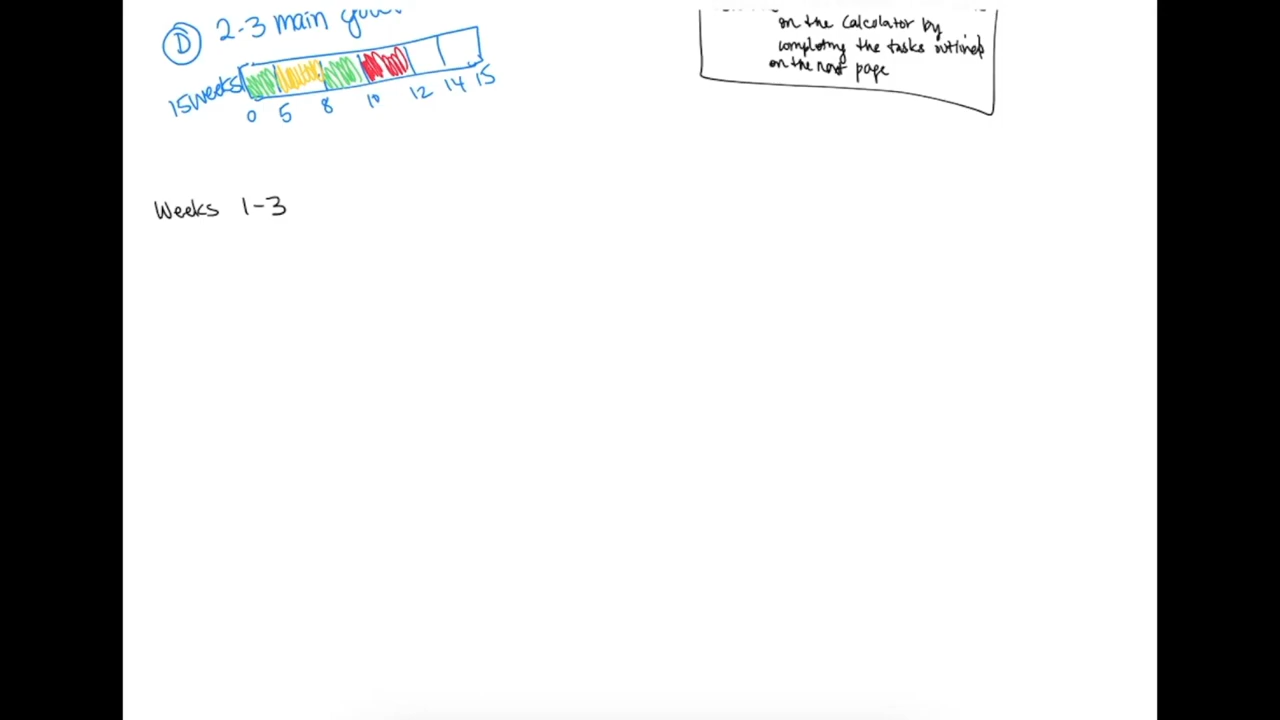 D 2-3 main
15weeks
0 5 8 10 12 14 15
on the calculator by
completing the tasks outlined
on the next page
Weeks 1-3